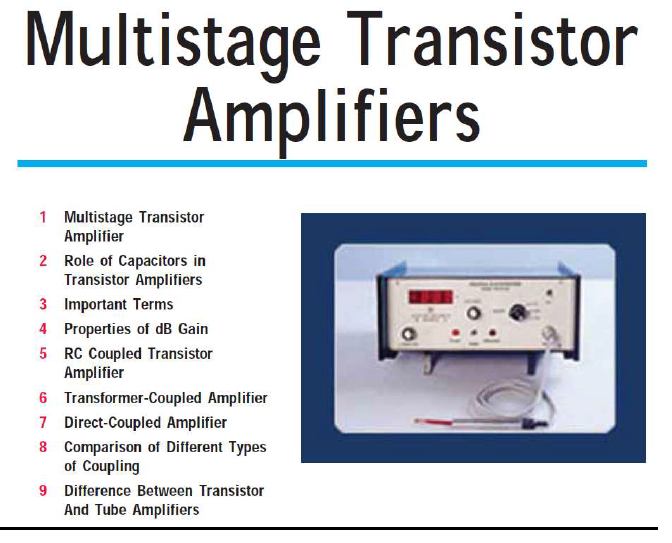 Multistage Transistor
Amplifiers
1 Multistage Transistor
Amplifier
2 Role of Capacitors in
Transistor Amplifiers
3 Important Terms
4 Properties of dB Gain
5 RC Coupled Transistor
Amplifier
6 Transformer-Coupled Amplifier
7 Direct-Coupled Amplifier
8 Comparison of Different Types
of Coupling
9 Difference Between Transistor
And Tube Amplifiers